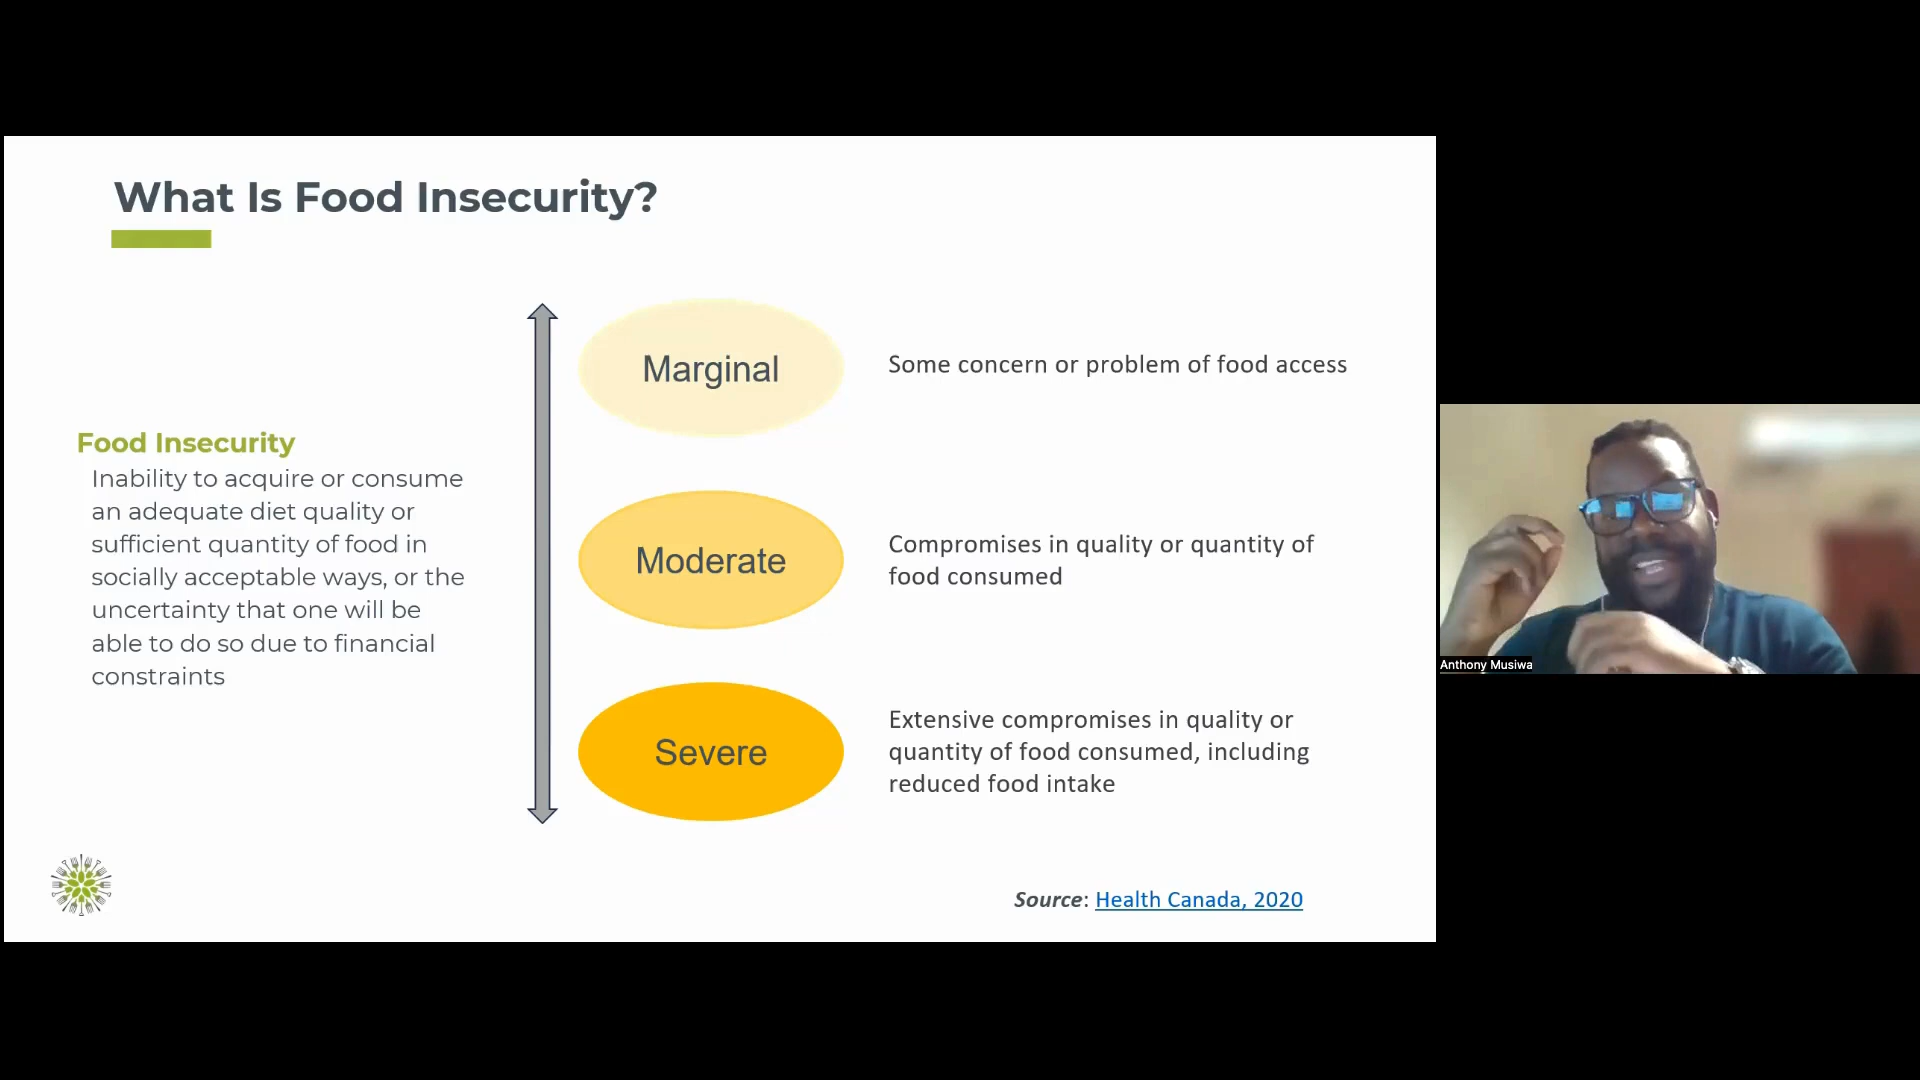 What Is Food Insecurity?
Food Insecurity
Inability to acquire or consume
an adequate diet quality or
sufficient quantity of food in
socially acceptable ways, or the
uncertainty that one will be
able to do so due to financial
constraints
Marginal
Some concern or problem of food access
Moderate
Compromises in quality or quantity of
food consumed
Severe
Extensive compromises in quality or
quantity of food consumed, including
reduced food intake
Source: Health Canada, 2020
Anthony Musiwa